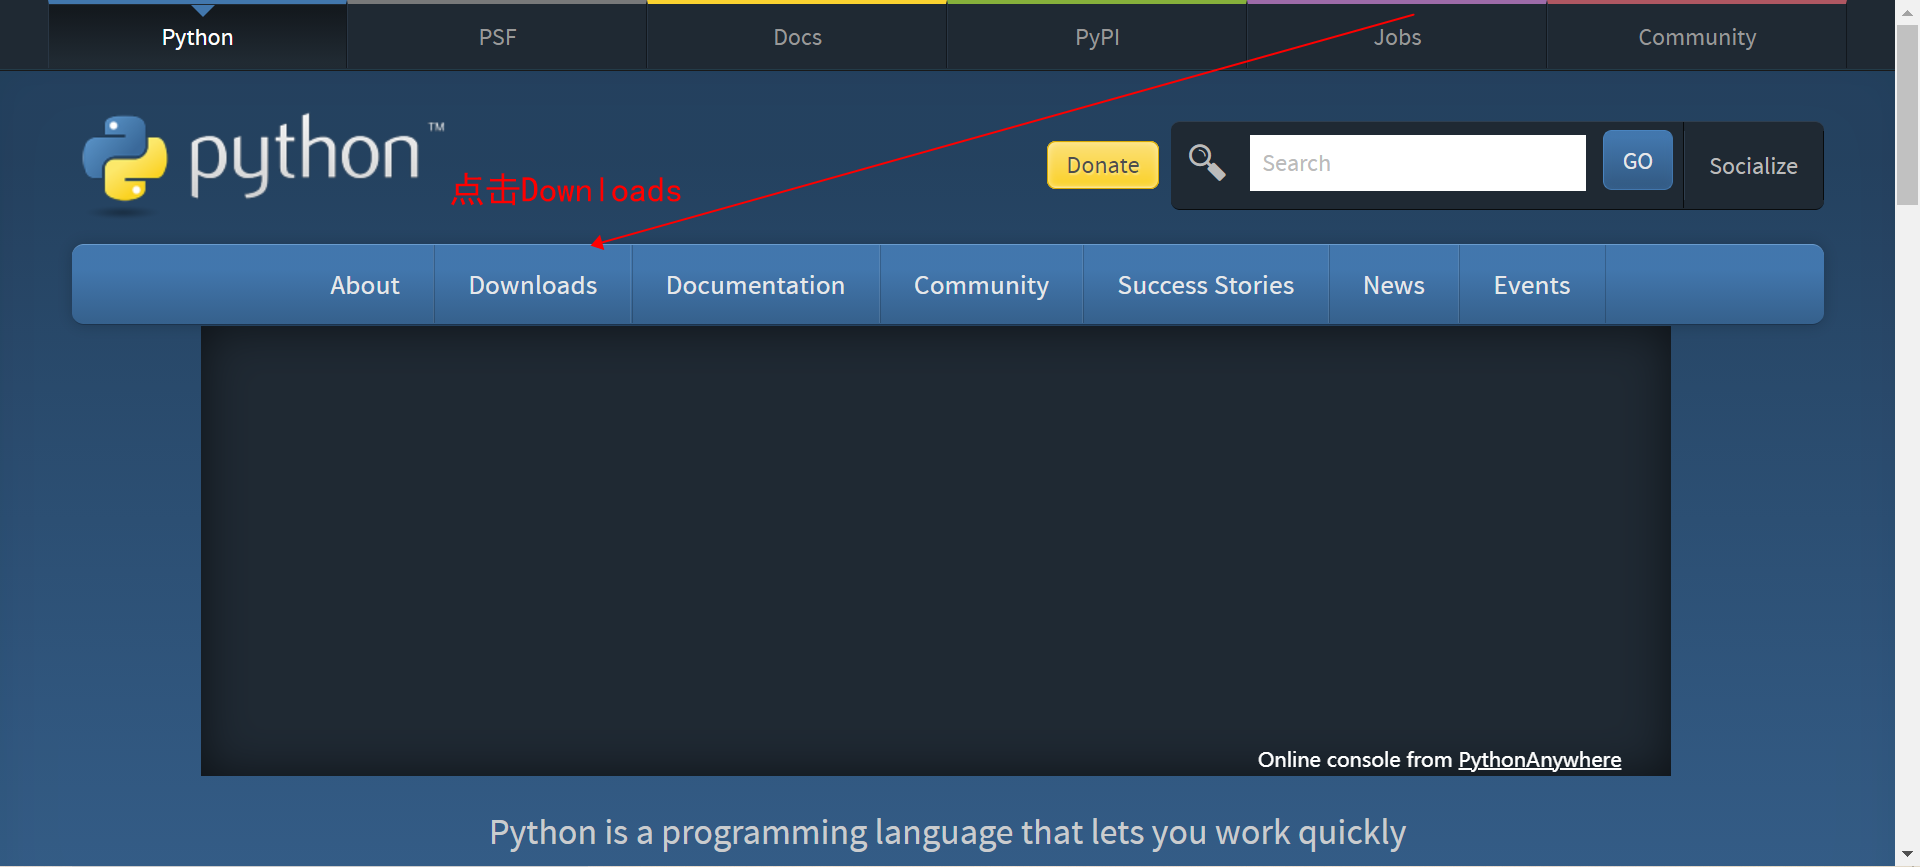 Python PSF Docs PyPI Jobs Community
python™
Donate Search GO Socialize
点击Downloads
About Downloads Documentation Community Success Stories News Events
Online console from PythonAnywhere
Python is a programming language that lets you work quickly